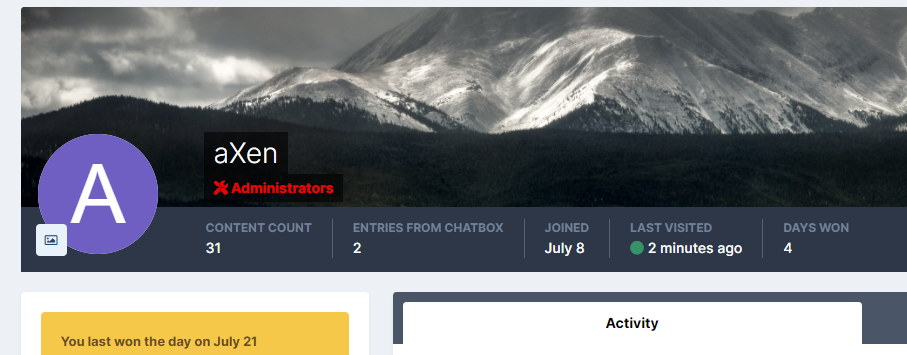 A
aXen
Administrators
CONTENT COUNT
31
ENTRIES FROM CHATBOX
2
JOINED
July 8
LAST VISITED
2 minutes ago
DAYS WON
4
You last won the day on July 21
Activity